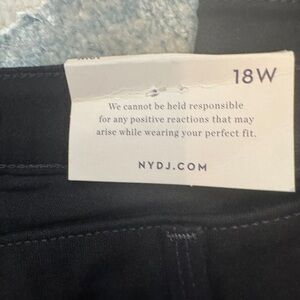 18W
We cannot be held responsible
for any positive reactions that may
arise while wearing your perfect fit.
NYDJ.COM